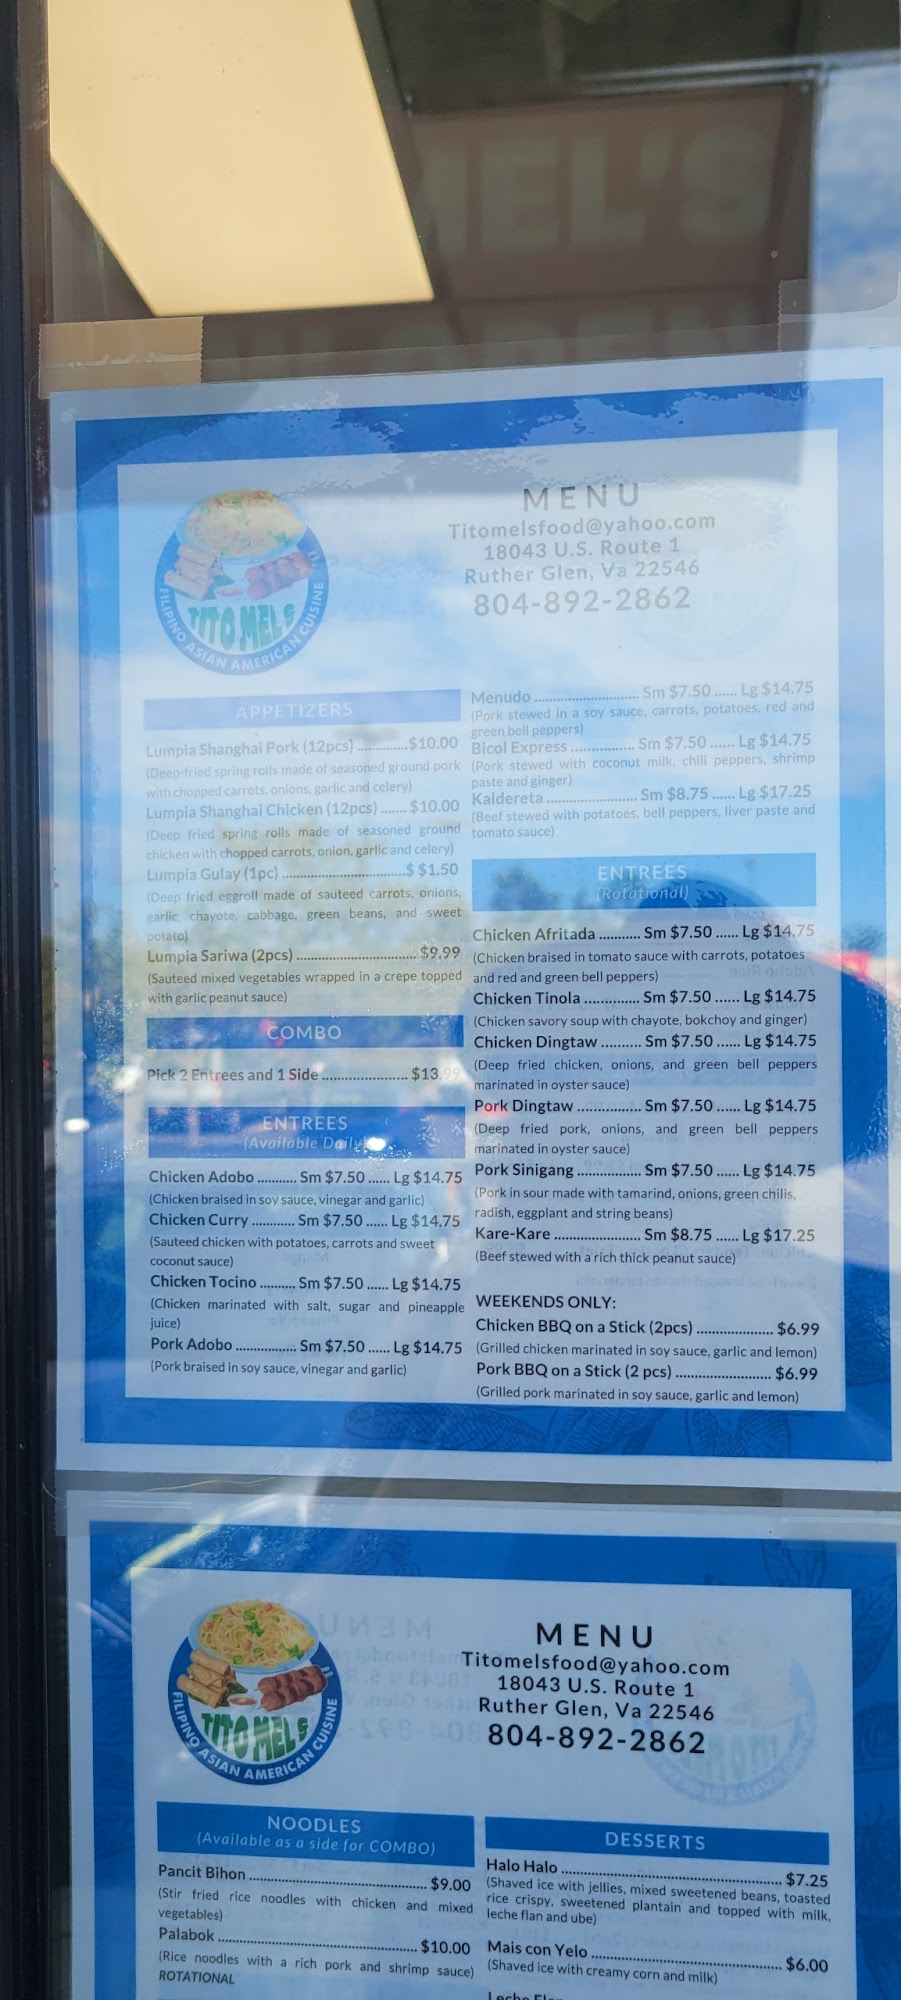 MEL'S
MENU
Titomelsfood@yahoo.com
18043 U.S. Route 1
Ruther Glen, Va 22546
804-892-2862
TITO MELS
FILIPINO ASIAN AMERICAN CUISINE
APPETIZERS
Lumpia Shanghai Pork (12pcs) .............$10.00
(Deep-fried spring rolls made of seasoned ground pork
with chopped carrots, onions, garlic and celery)
Lumpia Shanghai Chicken (12pcs) ....... $10.00
(Deep fried spring rolls made of seasoned ground
chicken with chopped carrots, onion, garlic and celery)
Lumpia Gulay (1pc) ................................$ $1.50
(Deep fried eggroll made of sauteed carrots, onions,
garlic, chayote, cabbage, green beans, and sweet
potato)
Lumpia Sariwa (2pcs) ............................... $9.99
(Sauteed mixed vegetables wrapped in a crepe topped
with garlic peanut sauce)
COMBO
Pick 2 Entrees and 1 Side ...................... $13.99
ENTREES
(Available Daily)
Chicken Adobo .......... Sm $7.50 ...... Lg $14.75
(Chicken braised in soy sauce, vinegar and garlic)
Chicken Curry ........... Sm $7.50 ...... Lg $14.75
(Sauteed chicken with potatoes, carrots and sweet
coconut sauce)
Chicken Tocino ......... Sm $7.50 ...... Lg $14.75
(Chicken marinated with salt, sugar and pineapple
juice)
Pork Adobo ............... Sm $7.50 ...... Lg $14.75
(Pork braised in soy sauce, vinegar and garlic)
Menudo ........................... Sm $7.50 ...... Lg $14.75
(Pork stewed in a soy sauce, carrots, potatoes, red and
green bell peppers)
Bicol Express ................ Sm $7.50 ...... Lg $14.75
(Pork stewed with coconut milk, chili peppers, shrimp
paste and ginger)
Kaldereta ....................... Sm $8.75 ...... Lg $17.25
(Beef stewed with potatoes, bell peppers, liver paste and
tomato sauce)
ENTREES
(Rotational)
Chicken Afritada ........... Sm $7.50 ...... Lg $14.75
(Chicken braised in tomato sauce with carrots, potatoes
and red and green bell peppers)
Chicken Tinola .............. Sm $7.50 ...... Lg $14.75
(Chicken savory soup with chayote, bokchoy and ginger)
Chicken Dingtaw .......... Sm $7.50 ...... Lg $14.75
(Deep fried chicken, onions, and green bell peppers
marinated in oyster sauce)
Pork Dingtaw ................ Sm $7.50 ...... Lg $14.75
(Deep fried pork, onions, and green bell peppers
marinated in oyster sauce)
Pork Sinigang ................ Sm $7.50 ...... Lg $14.75
(Pork in sour made with tamarind, onions, green chilis,
radish, eggplant and string beans)
Kare-Kare ...................... Sm $8.75 ...... Lg $17.25
(Beef stewed with a rich thick peanut sauce)
WEEKENDS ONLY:
Chicken BBQ on a Stick (2pcs) ................... $6.99
(Grilled chicken marinated in soy sauce, garlic and lemon)
Pork BBQ on a Stick (2 pcs) ........................ $6.99
(Grilled pork marinated in soy sauce, garlic and lemon)
MENU
Titomelsfood@yahoo.com
18043 U.S. Route 1
Ruther Glen, Va 22546
804-892-2862
TITO MELS
FILIPINO ASIAN AMERICAN CUISINE
NOODLES
(Available as a side for COMBO)
Pancit Bihon ............................................. $9.00
(Stir fried rice noodles with chicken and mixed
vegetables)
Palabok .................................................. $10.00
(Rice noodles with a rich pork and shrimp sauce)
ROTATIONAL
DESSERTS
Halo Halo ...................................................... $7.25
(Shaved ice with jellies, mixed sweetened beans, toasted
rice crispy, sweetened plantain and topped with milk,
leche flan and ube)
Mais con Yelo ............................................... $6.00
(Shaved ice with creamy corn and milk)
Leche Flan